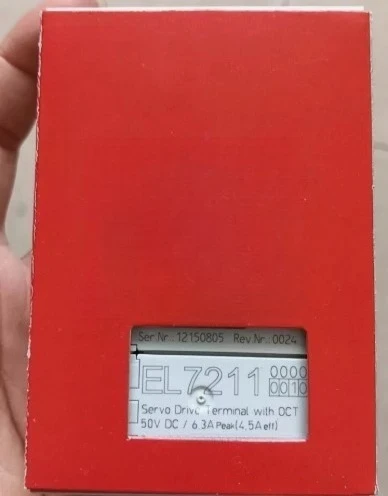 Ser.Nr.: 12150805 Rev.Nr.:0024
EL7211 0000
0010
Servo Drive Terminal with OCT
50V DC / 6.3A Peak(4.5A eff)